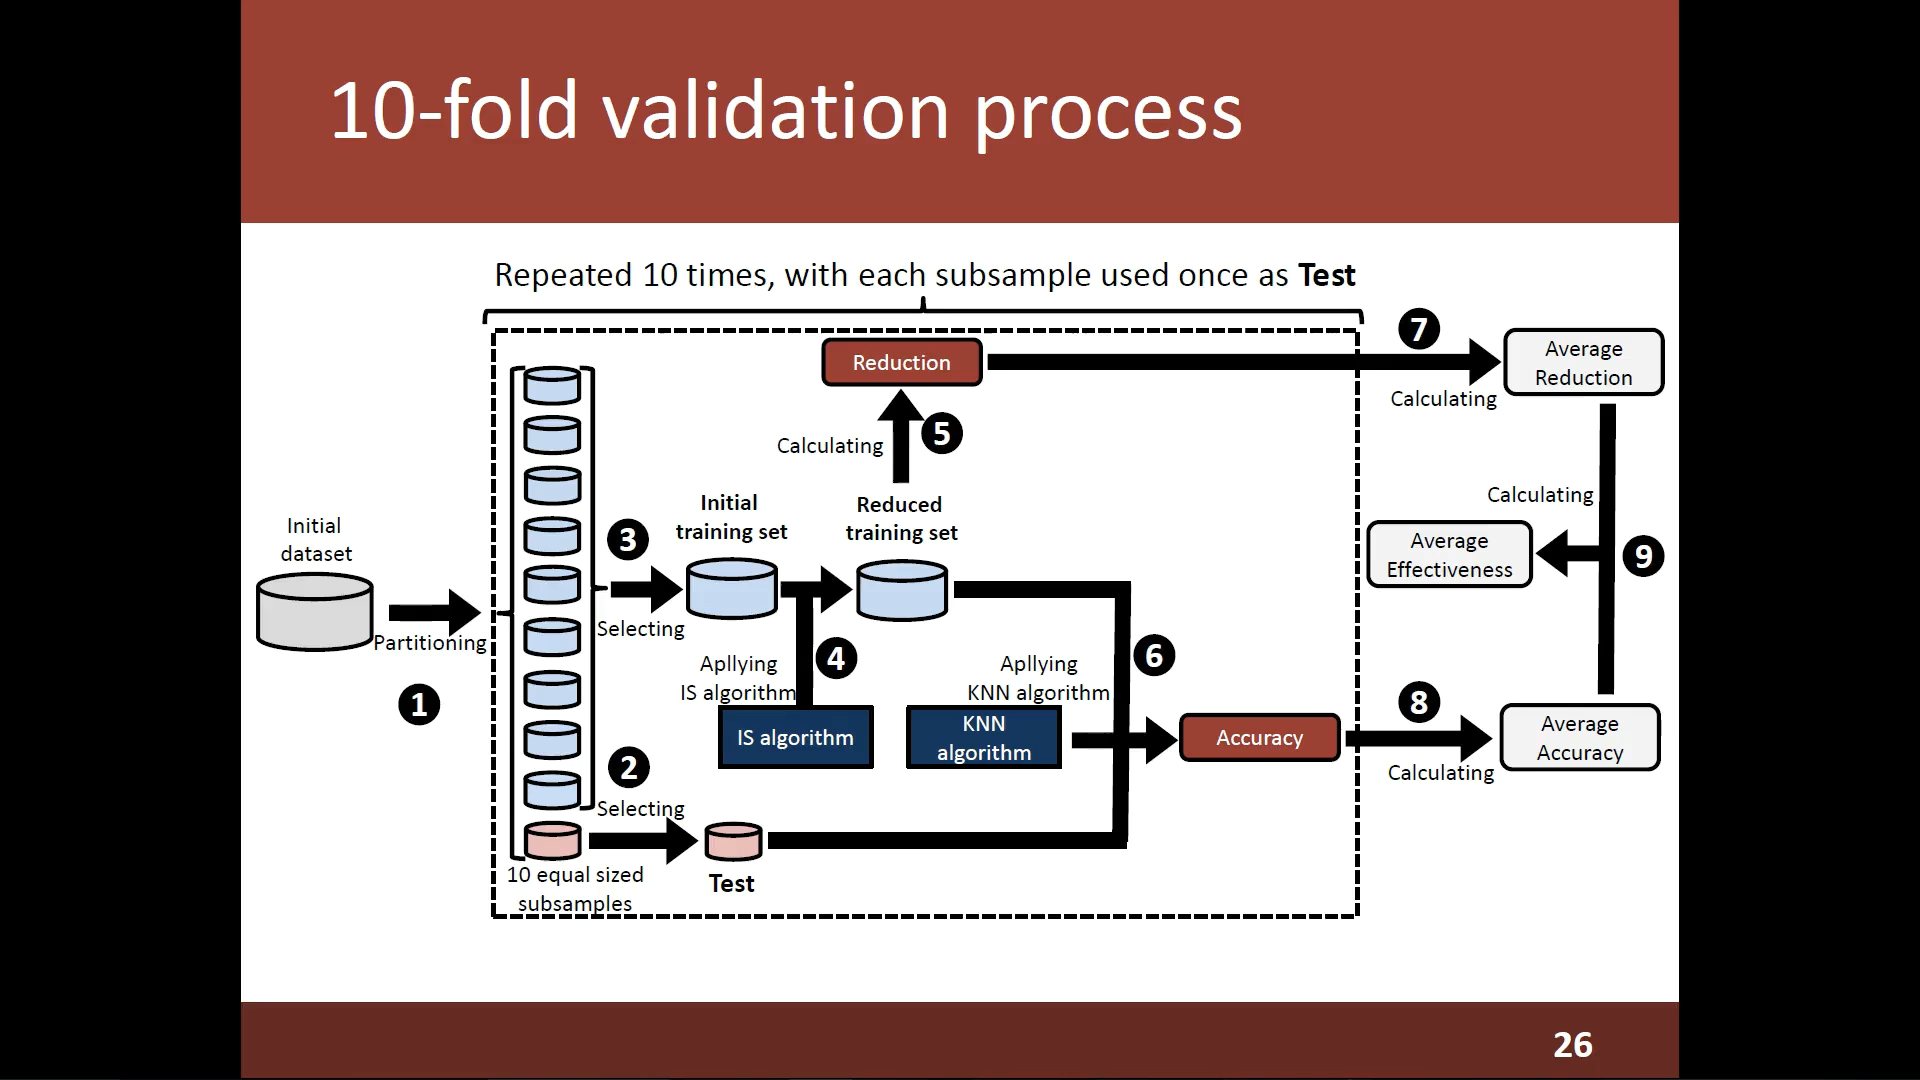 10-fold validation process
Repeated 10 times, with each subsample used once as Test
7
Reduction
Average
Reduction
Calculating
5
Calculating
Calculating
Initial
training set
Reduced
training set
Initial
dataset
3
Average
Effectiveness
9
Selecting
Partitioning
4
6
Apllying
IS algorithm
Apllying
KNN algorithm
1
8
IS algorithm
KNN
algorithm
Accuracy
Average
Accuracy
2
Calculating
Selecting
10 equal sized
subsamples
Test
26